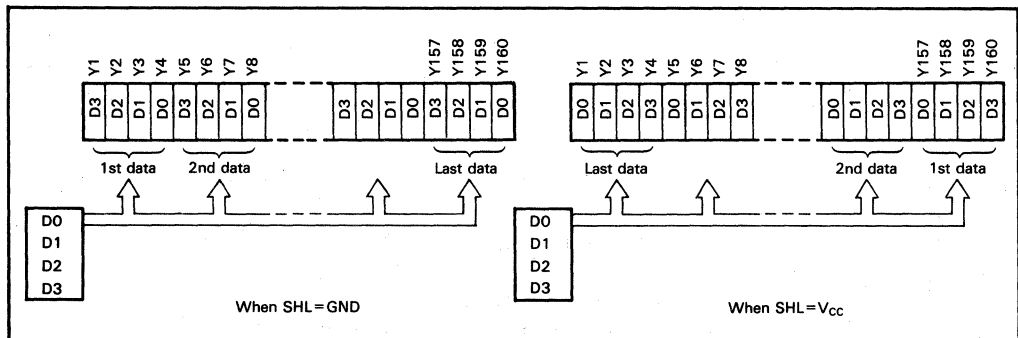 Y1 Y2 Y3 Y4 Y5 Y6 Y7 Y8 Y157 Y158 Y159 Y160
D3 D2 D1 D0 D3 D2 D1 D0 D3 D2 D1 D0 D3 D2 D1 D0
1st data 2nd data Last data
D0
D1
D2
D3
When SHL=GND
Y1 Y2 Y3 Y4 Y5 Y6 Y7 Y8 Y157 Y158 Y159 Y160
D0 D1 D2 D3 D0 D1 D2 D3 D0 D1 D2 D3 D0 D1 D2 D3
Last data 2nd data 1st data
D0
D1
D2
D3
When SHL=VCC